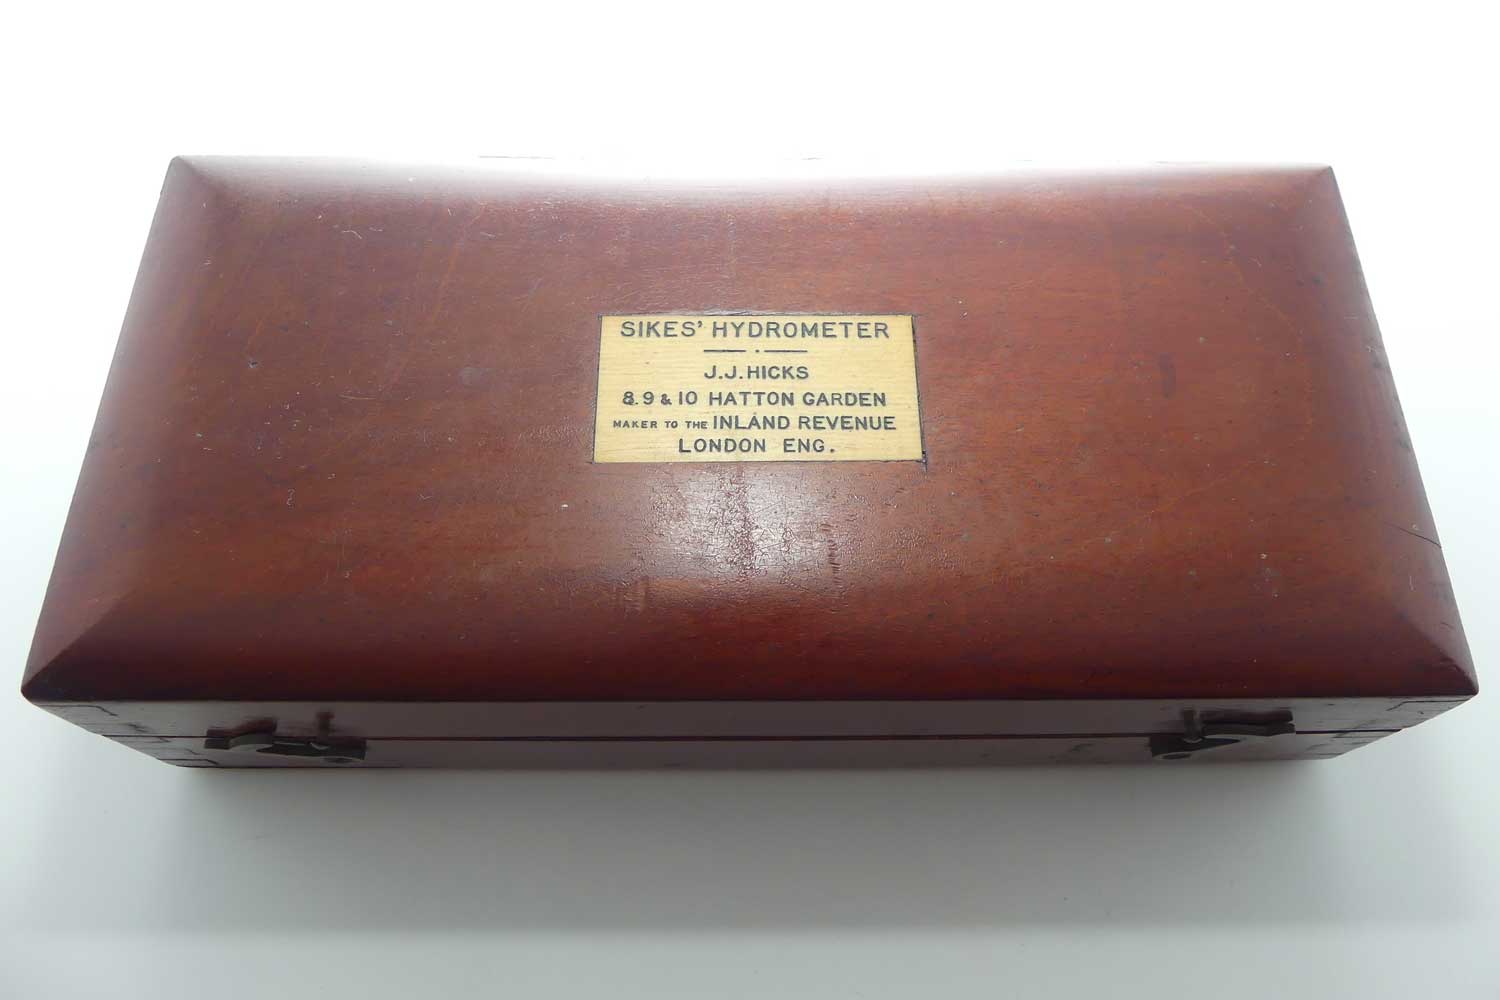 SIKES' HYDROMETER
J.J. HICKS
8.9 & 10 HATTON GARDEN
MAKER TO THE INLAND REVENUE
LONDON ENG.